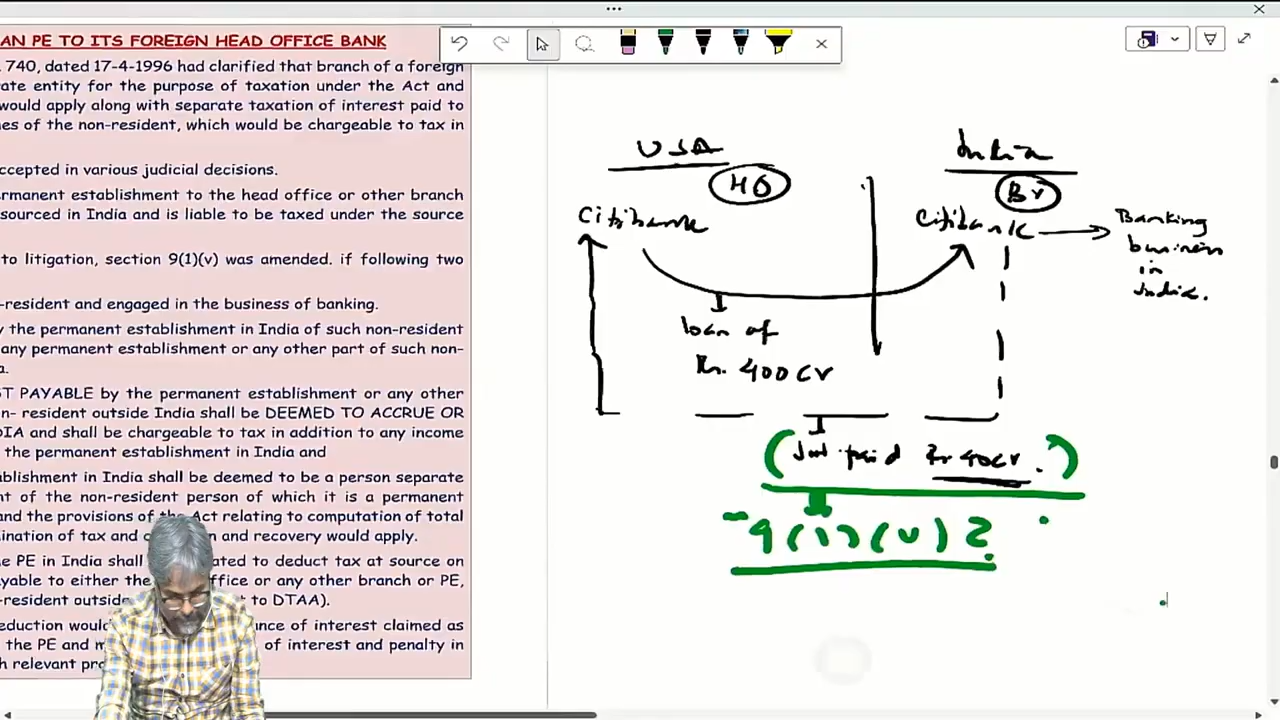 AN PE TO ITS FOREIGN HEAD OFFICE BANK
740, dated 17-4-1996 had clarified that branch of a foreign
rate entity for the purpose of taxation under the Act and
would apply along with separate taxation of interest paid to
es of the non-resident, which would be chargeable to tax in
ccepted in various judicial decisions.
rmanent establishment to the head office or other branch
sourced in India and is liable to be taxed under the source
to litigation, section 9(1)(v) was amended. if following two
-resident and engaged in the business of banking.
y the permanent establishment in India of such non-resident
any permanent establishment or any other part of such non-
a.
ST PAYABLE by the permanent establishment or any other
n- resident outside India shall be DEEMED TO ACCRUE OR
DIA and shall be chargeable to tax in addition to any income
the permanent establishment in India and
blishment in India shall be deemed to be a person separate
nt of the non-resident person of which it is a permanent
and the provisions of the Act relating to computation of total
ination of tax and and recovery would apply.
e PE in India shall ated to deduct tax at source on
yable to either the office or any other branch or PE,
-resident outside t to DTAA).
eduction would ance of interest claimed as
the PE and of interest and penalty in
h relevant
USA
HO
Citibank
India
Br
Citibank
Banking
business
in
India.
loan of
Rs. 400 cr
(Int. paid Rs 40cr.)
9(1)(v)?